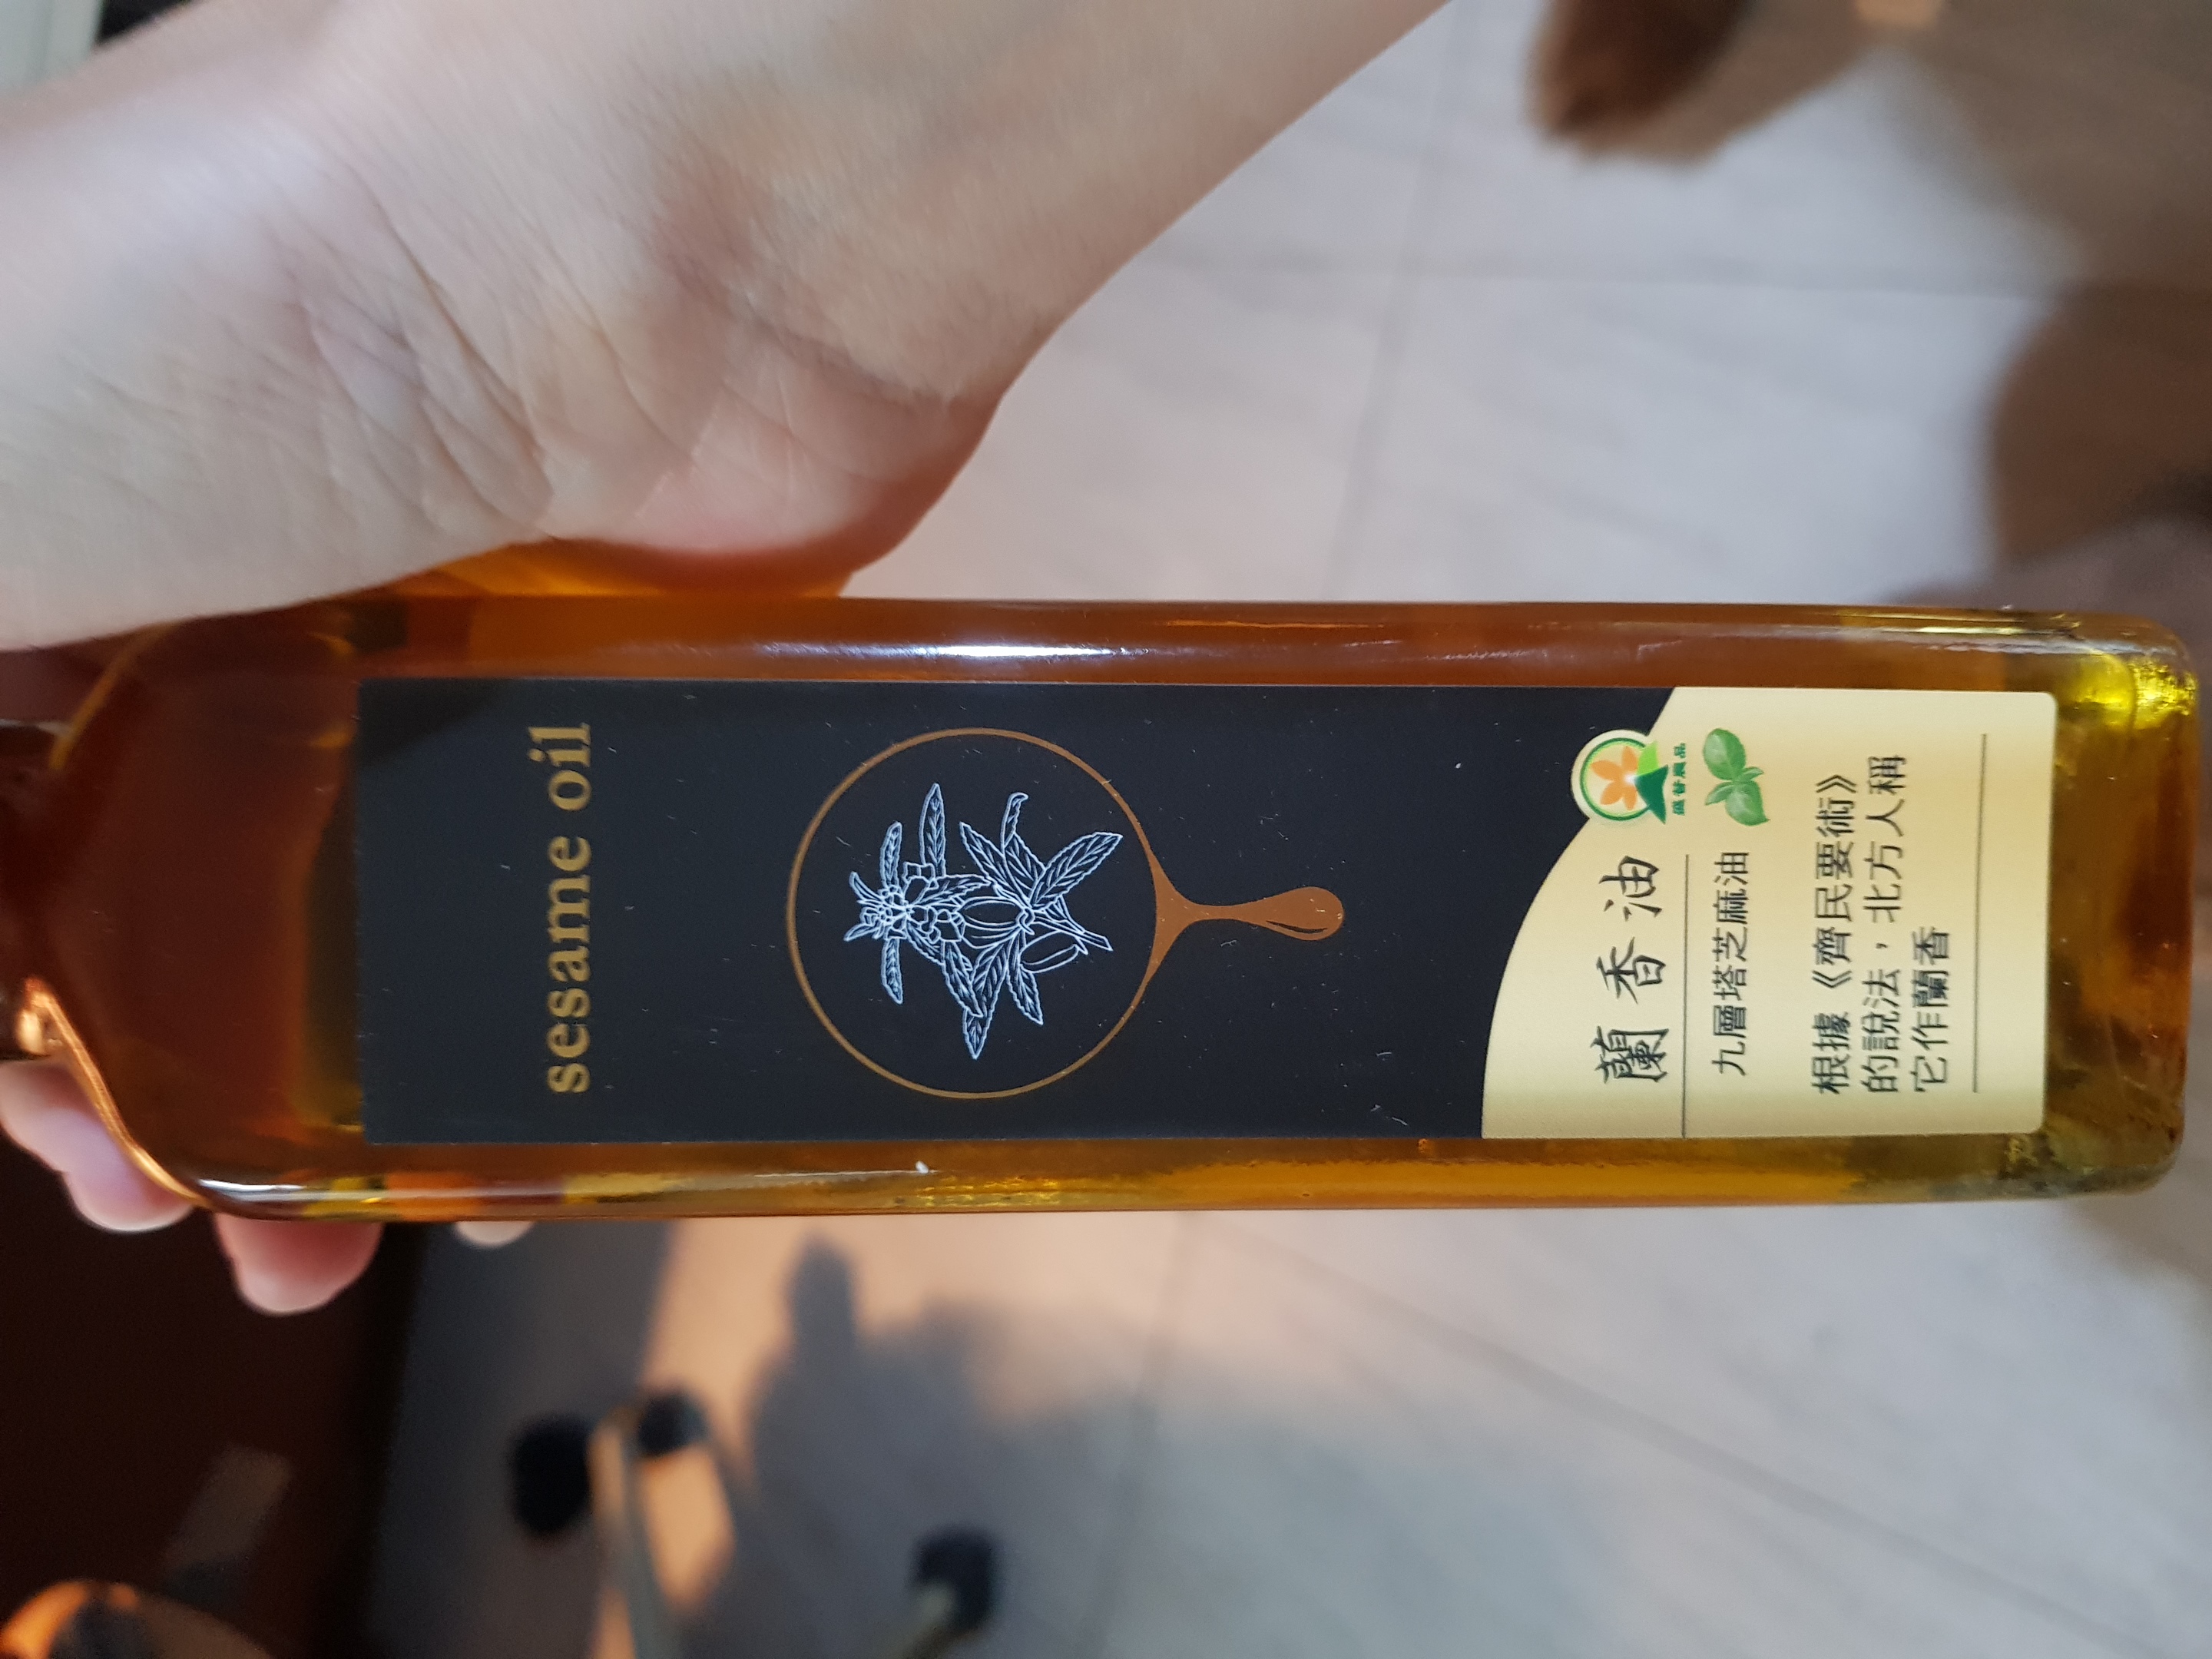 sesame oil
蘭香油
九層塔芝麻油
根據《齊民要術》
的說法，北方人稱
它作蘭香